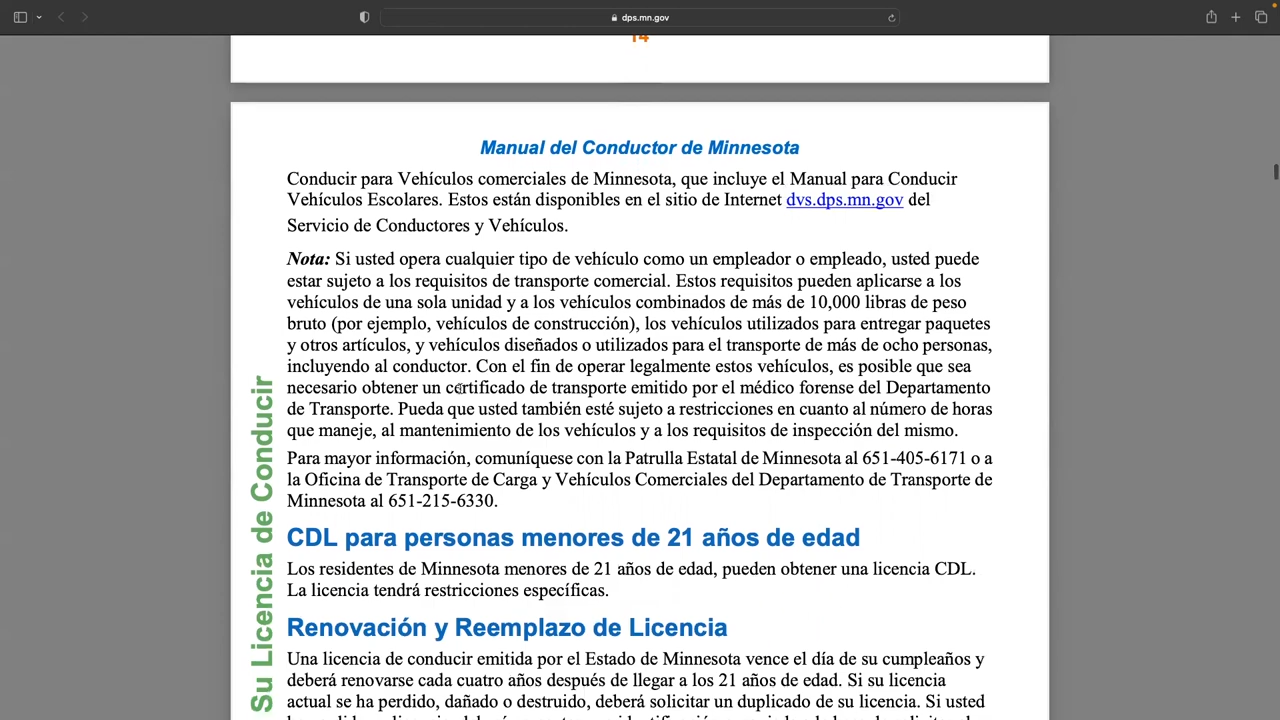 dps.mn.gov
14
Manual del Conductor de Minnesota
Conducir para Vehículos comerciales de Minnesota, que incluye el Manual para Conducir
Vehículos Escolares. Estos están disponibles en el sitio de Internet dvs.dps.mn.gov del
Servicio de Conductores y Vehículos.
Nota: Si usted opera cualquier tipo de vehículo como un empleador o empleado, usted puede
estar sujeto a los requisitos de transporte comercial. Estos requisitos pueden aplicarse a los
vehículos de una sola unidad y a los vehículos combinados de más de 10,000 libras de peso
bruto (por ejemplo, vehículos de construcción), los vehículos utilizados para entregar paquetes
y otros artículos, y vehículos diseñados o utilizados para el transporte de más de ocho personas,
incluyendo al conductor. Con el fin de operar legalmente estos vehículos, es posible que sea
necesario obtener un certificado de transporte emitido por el médico forense del Departamento
de Transporte. Pueda que usted también esté sujeto a restricciones en cuanto al número de horas
que maneje, al mantenimiento de los vehículos y a los requisitos de inspección del mismo.
Para mayor información, comuníquese con la Patrulla Estatal de Minnesota al 651-405-6171 o a
la Oficina de Transporte de Carga y Vehículos Comerciales del Departamento de Transporte de
Minnesota al 651-215-6330.
CDL para personas menores de 21 años de edad
Los residentes de Minnesota menores de 21 años de edad, pueden obtener una licencia CDL.
La licencia tendrá restricciones específicas.
Renovación y Reemplazo de Licencia
Una licencia de conducir emitida por el Estado de Minnesota vence el día de su cumpleaños y
deberá renovarse cada cuatro años después de llegar a los 21 años de edad. Si su licencia
actual se ha perdido, dañado o destruido, deberá solicitar un duplicado de su licencia. Si usted
Su Licencia de Conducir